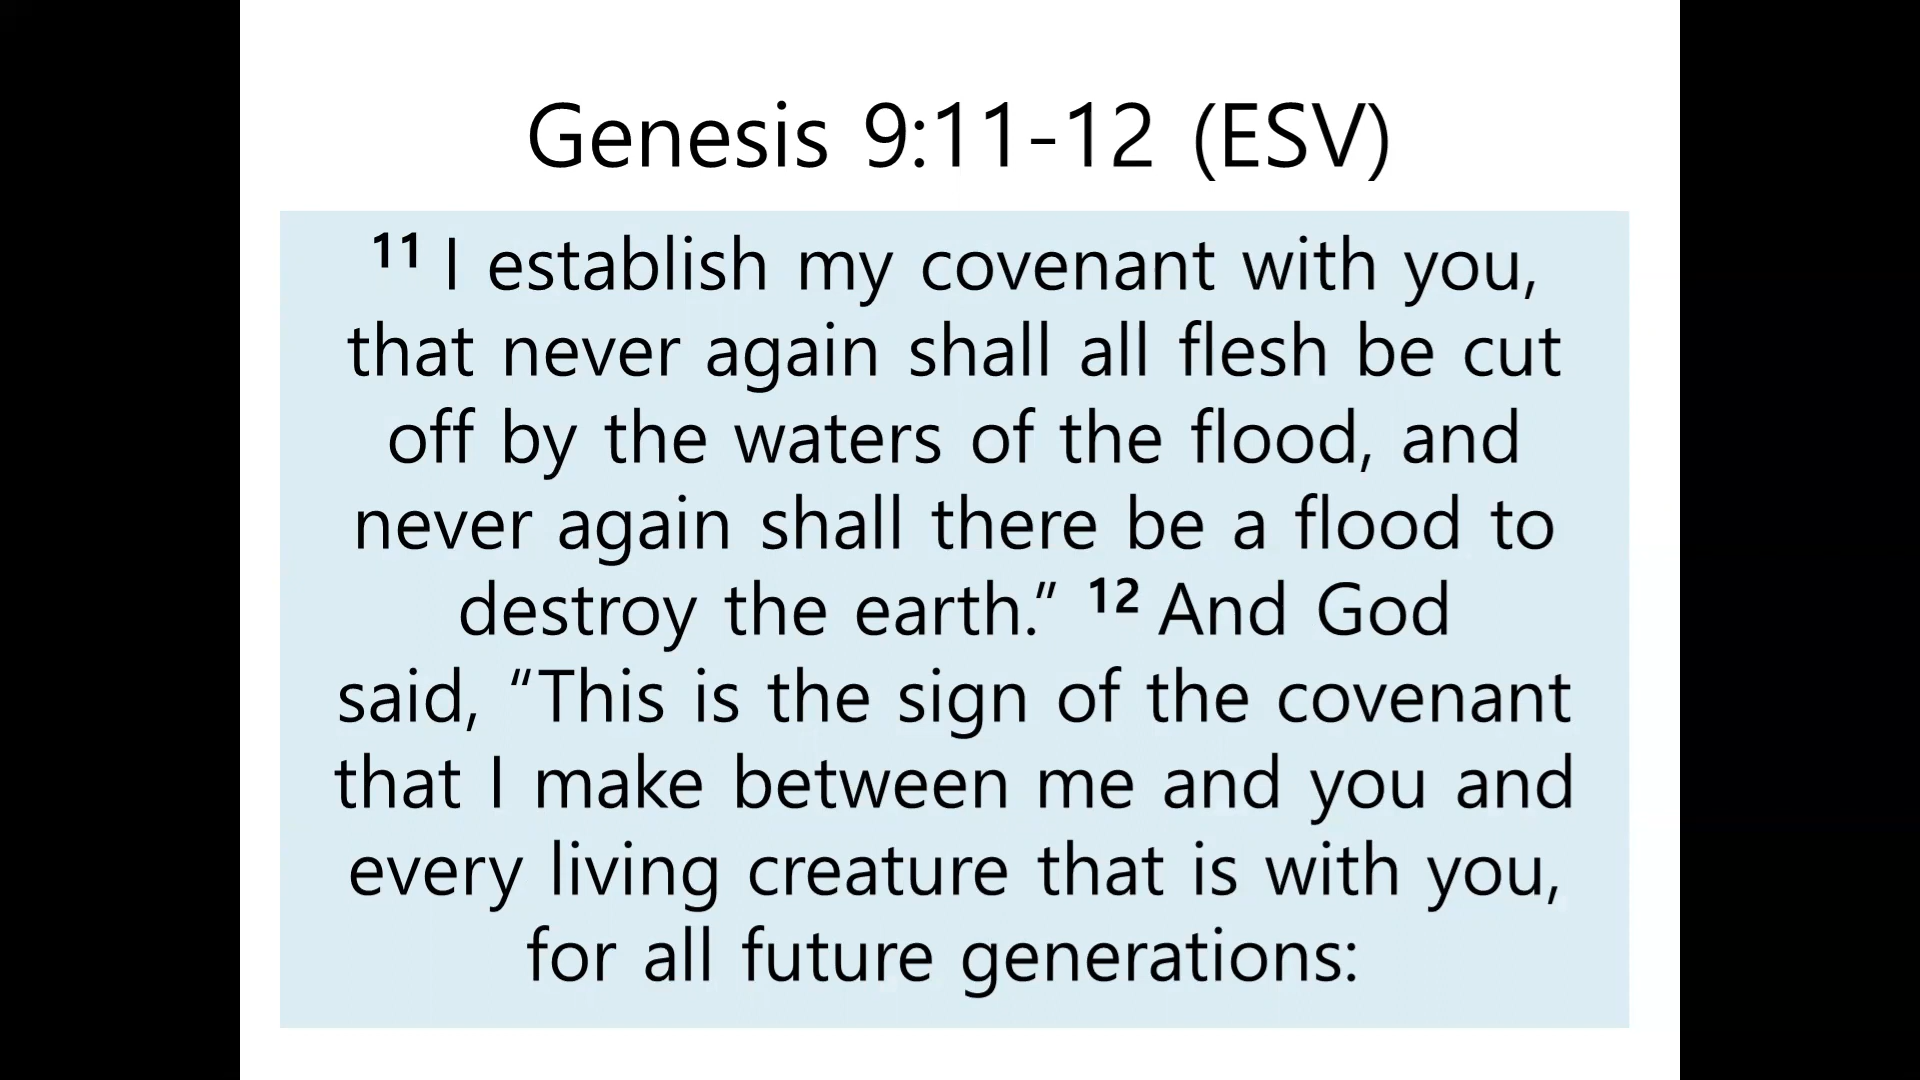 Genesis 9:11-12 (ESV)
11 I establish my covenant with you,
that never again shall all flesh be cut
off by the waters of the flood, and
never again shall there be a flood to
destroy the earth.” 12 And God
said, “This is the sign of the covenant
that I make between me and you and
every living creature that is with you,
for all future generations: